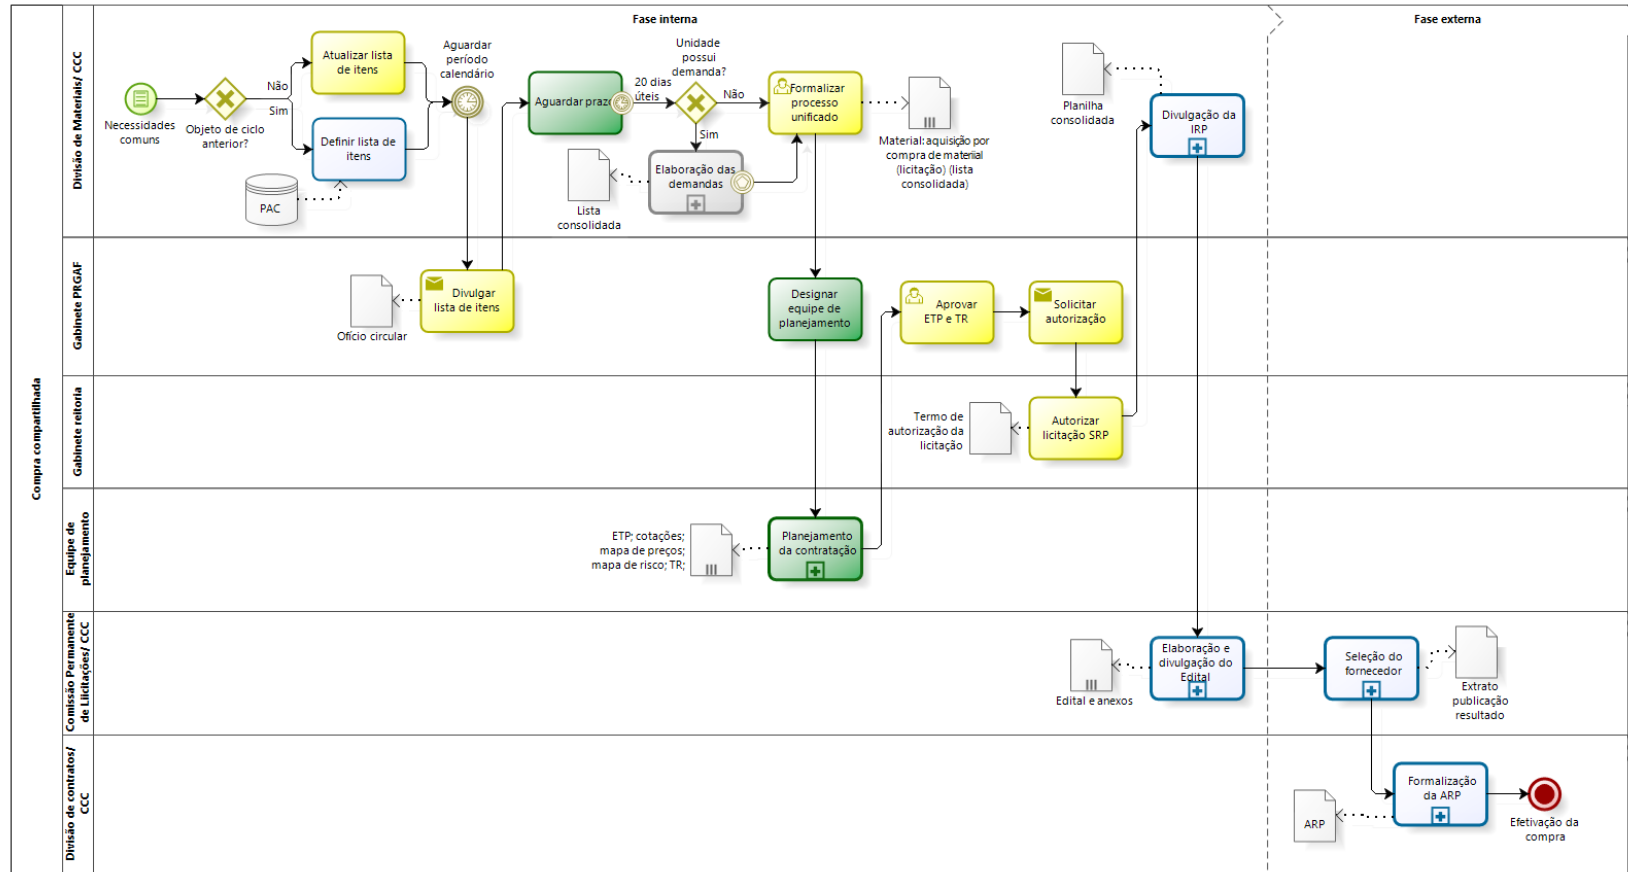 Compra compartilhada
Fase interna
Fase externa
Divisão de Materiais/ CCC
Necessidades
comuns
Objeto de ciclo
anterior?
Não
Sim
Atualizar lista
de itens
Definir lista de
itens
PAC
Aguardar
período
calendário
Aguardar prazo
20 dias
úteis
Unidade
possui
demanda?
Não
Sim
Elaboração das
demandas
Lista
consolidada
Formalizar
processo
unificado
Material: aquisição por
compra de material
(licitação) (lista
consolidada)
Planilha
consolidada
Divulgação da
IRP
Gabinete PRGAF
Ofício circular
Divulgar
lista de itens
Designar
equipe de
planejamento
Aprovar
ETP e TR
Solicitar
autorização
Gabinete reitoria
Termo de
autorização da
licitação
Autorizar
licitação SRP
Equipe de
planejamento
ETP; cotações;
mapa de preços;
mapa de risco; TR;
Planejamento
da contratação
Comissão Permanente
de Llicitações/ CCC
Edital e anexos
Elaboração e
divulgação do
Edital
Seleção do
fornecedor
Extrato
publicação
resultado
Divisão de contratos/
CCC
ARP
Formalização
da ARP
Efetivação da
compra